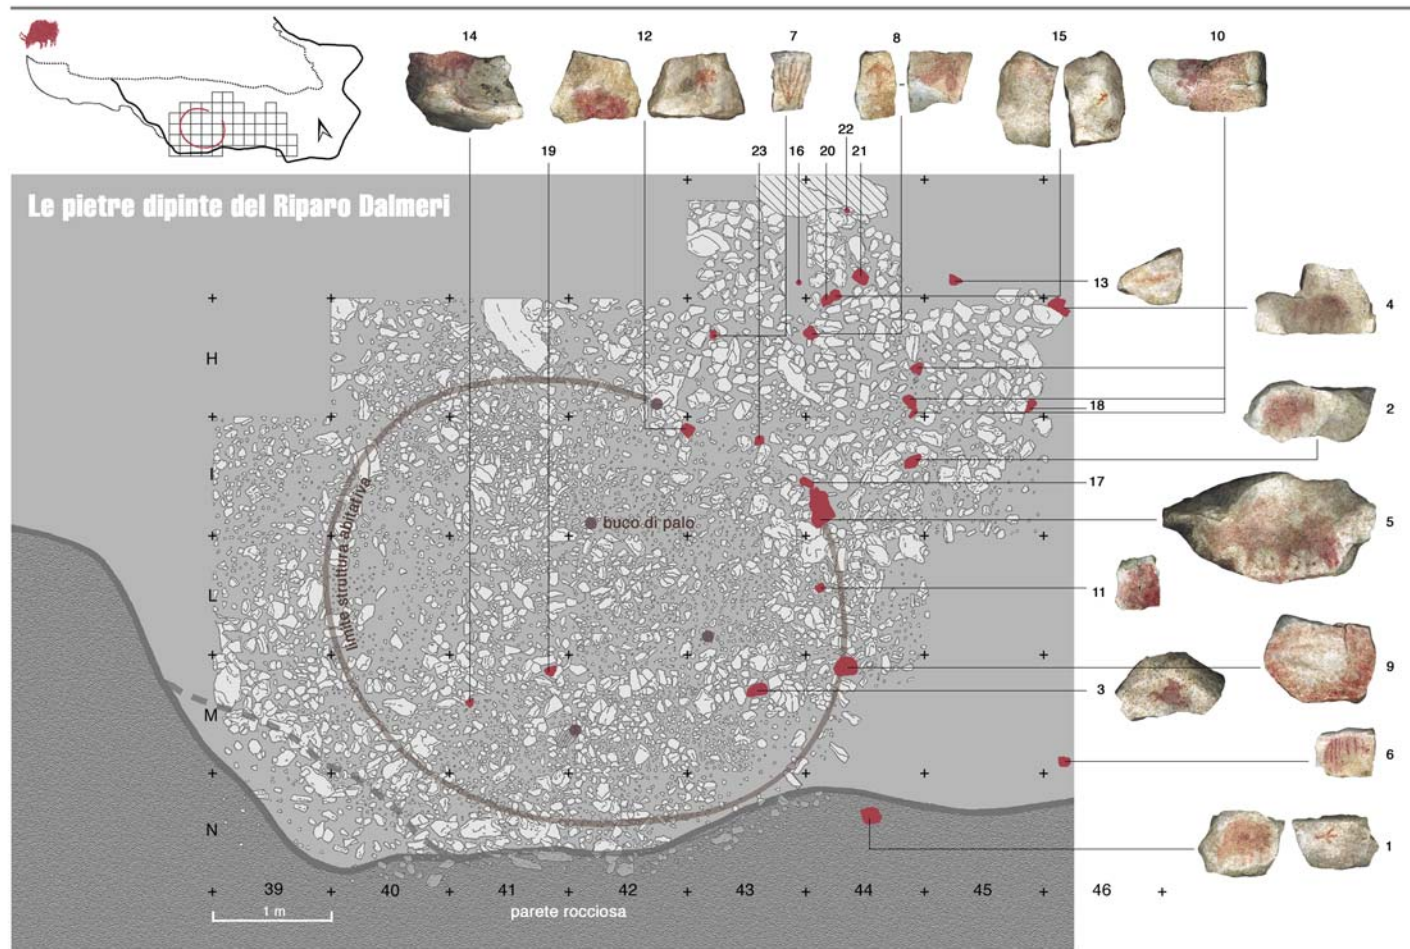 14 12 7 8 15 10
22
19 23 16 20 21
Le pietre dipinte del Riparo Dalmeri
13
4
H
18
2
I
17
limite struttura abitativa
buco di palo
5
L
11
9
3
M
6
N
1
39 40 41 42 43 44 45 46
1 m
parete rocciosa